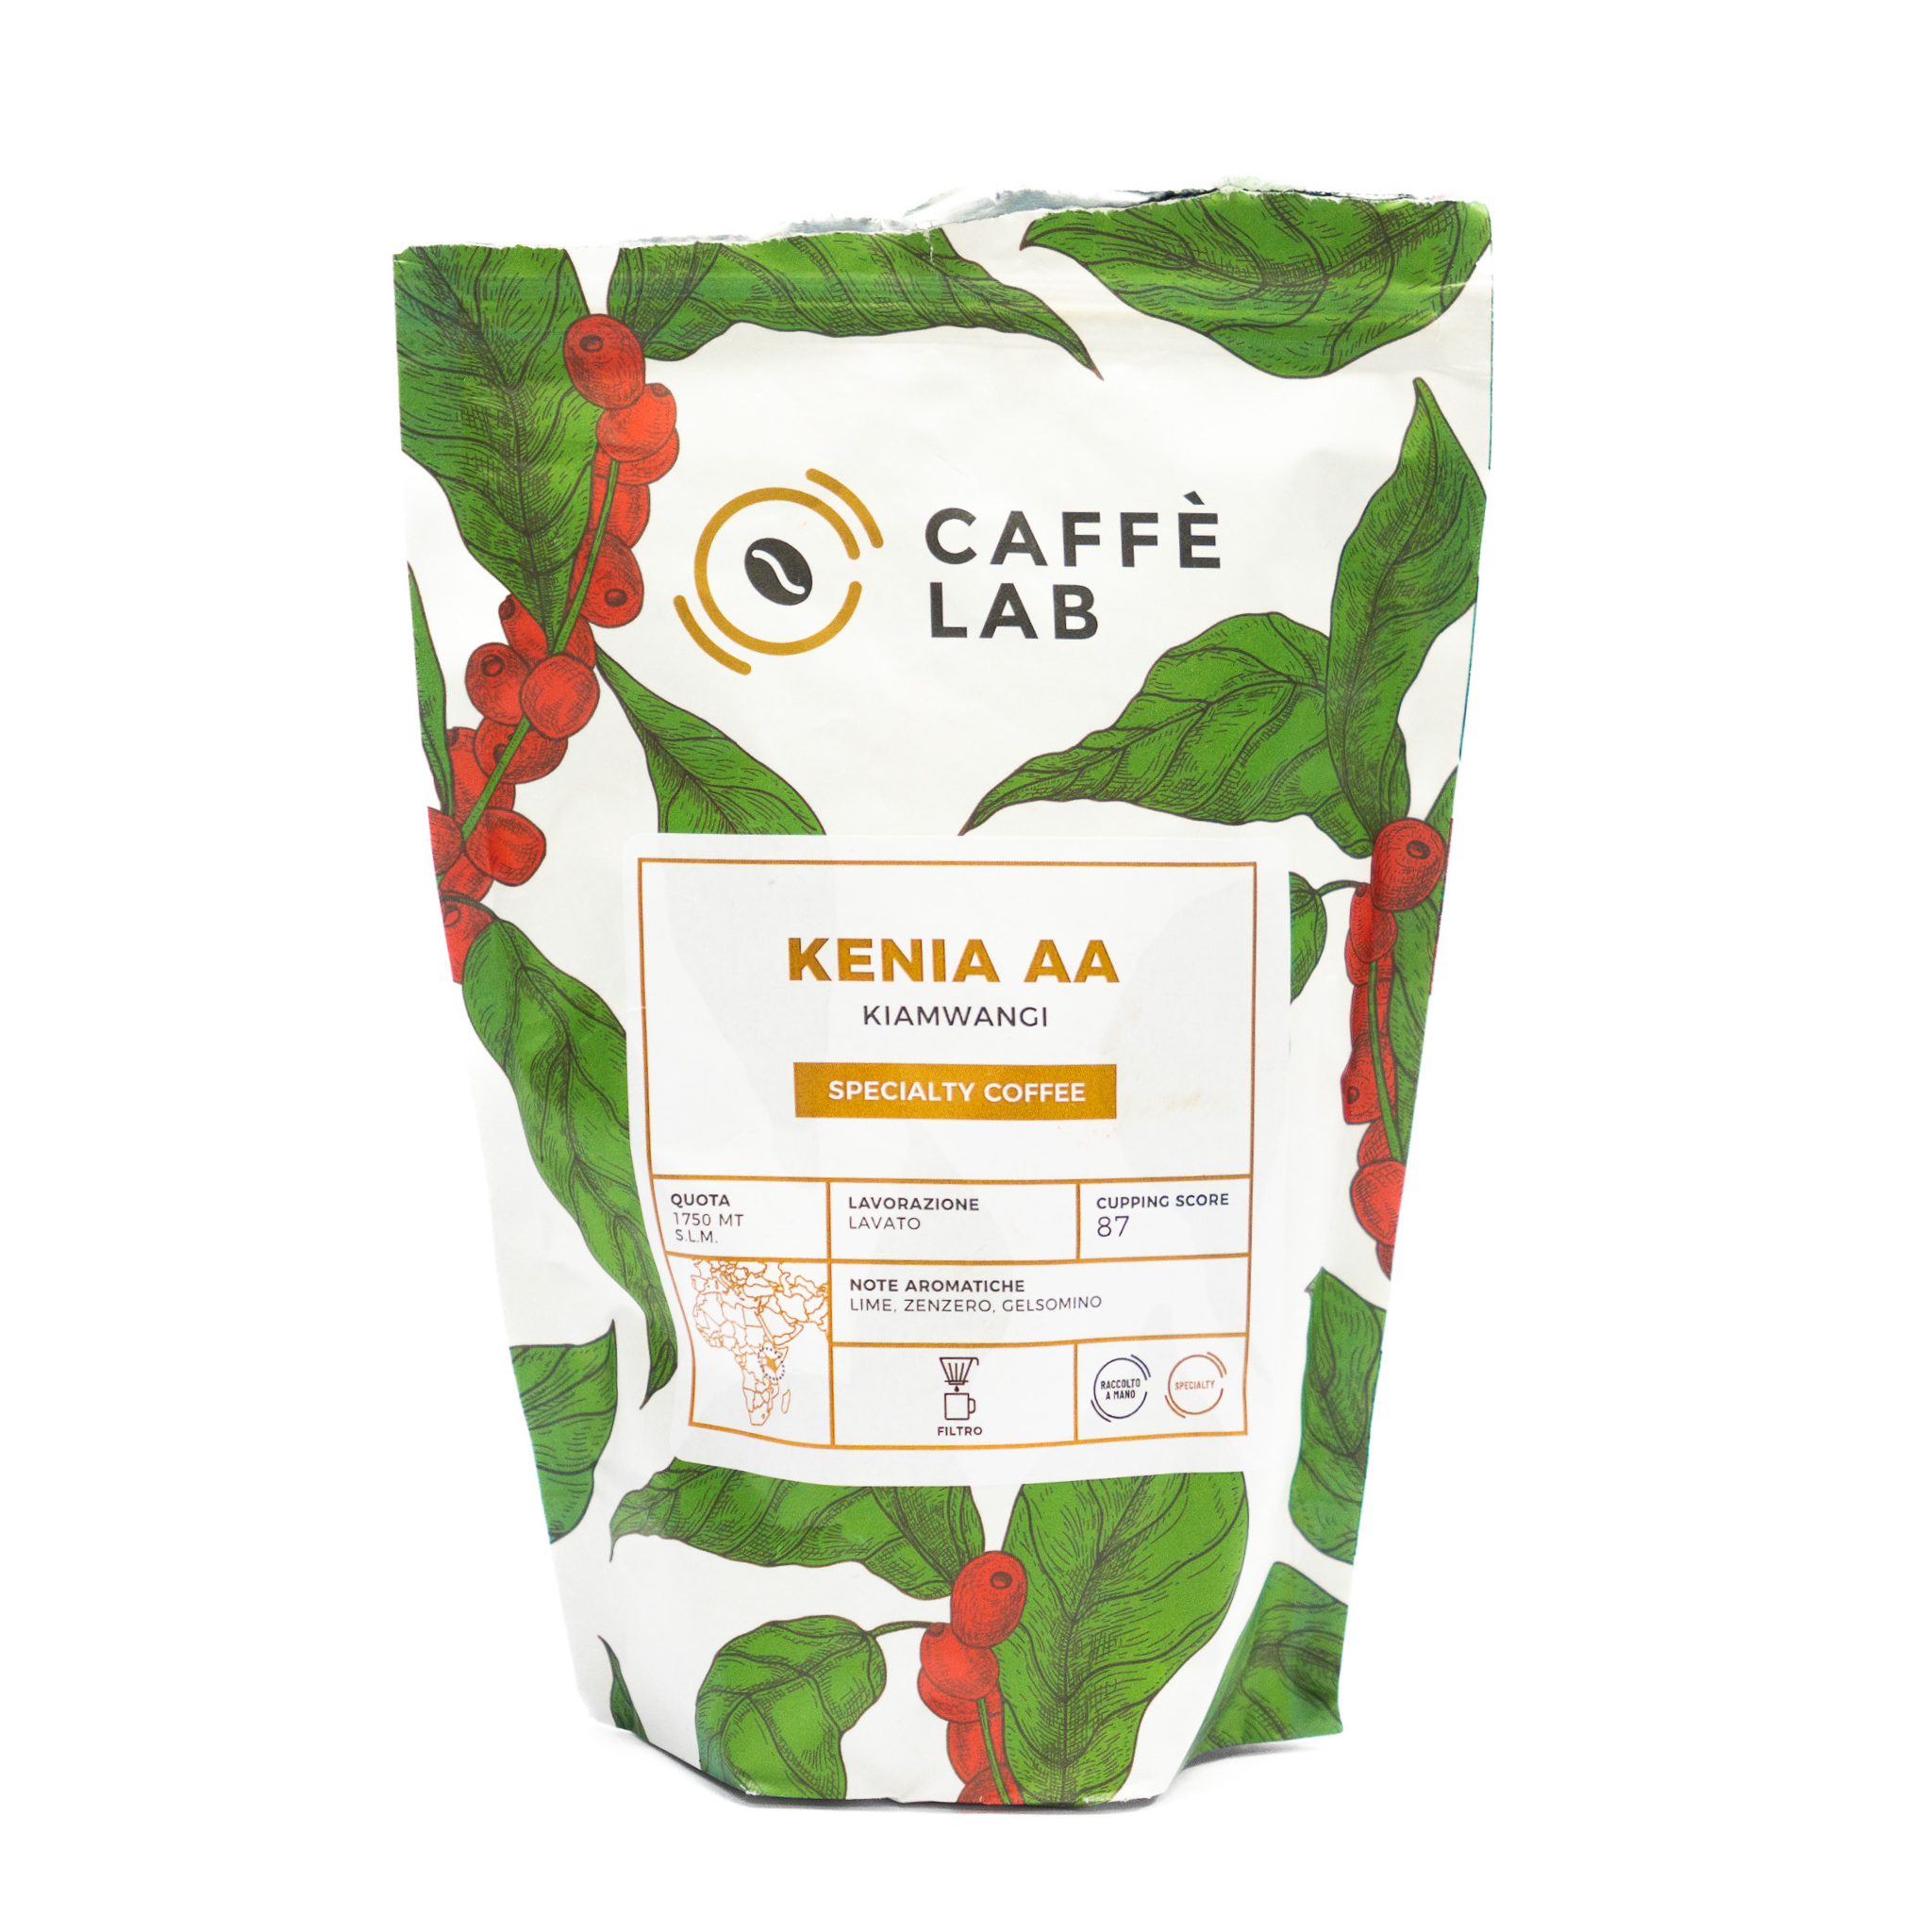 CAFFÈ
LAB
KENIA AA
KIAMWANGI
SPECIALTY COFFEE
QUOTA
1750 MT
S.L.M.
LAVORAZIONE
LAVATO
CUPPING SCORE
87
NOTE AROMATICHE
LIME, ZENZERO, GELSOMINO
FILTRO
RACCOLTO
A MANO
SPECIALTY